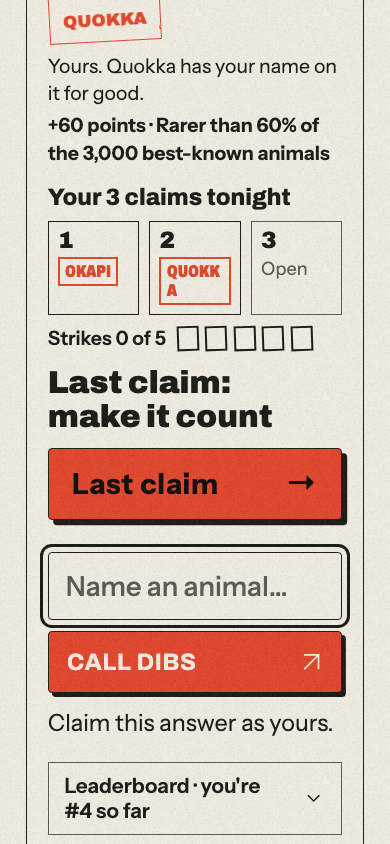 QUOKKA
Yours. Quokka has your name on
it for good.
+60 points · Rarer than 60% of
the 3,000 best-known animals
Your 3 claims tonight
1
OKAPI
2
QUOKK
A
3
Open
Strikes 0 of 5
Last claim:
make it count
Last claim →
Name an animal...
CALL DIBS
Claim this answer as yours.
Leaderboard · you're
#4 so far